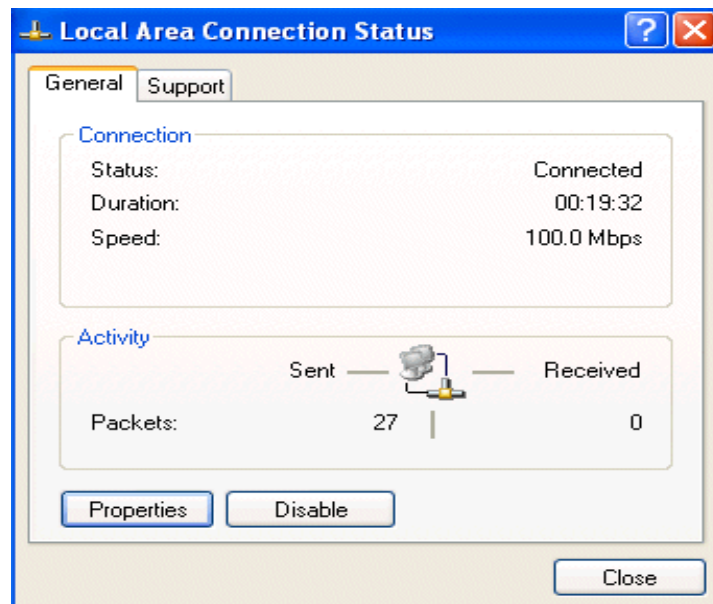 Local Area Connection Status
General Support
Connection
Status: Connected
Duration: 00:19:32
Speed: 100.0 Mbps
Activity
Sent Received
Packets: 27 0
Properties Disable
Close